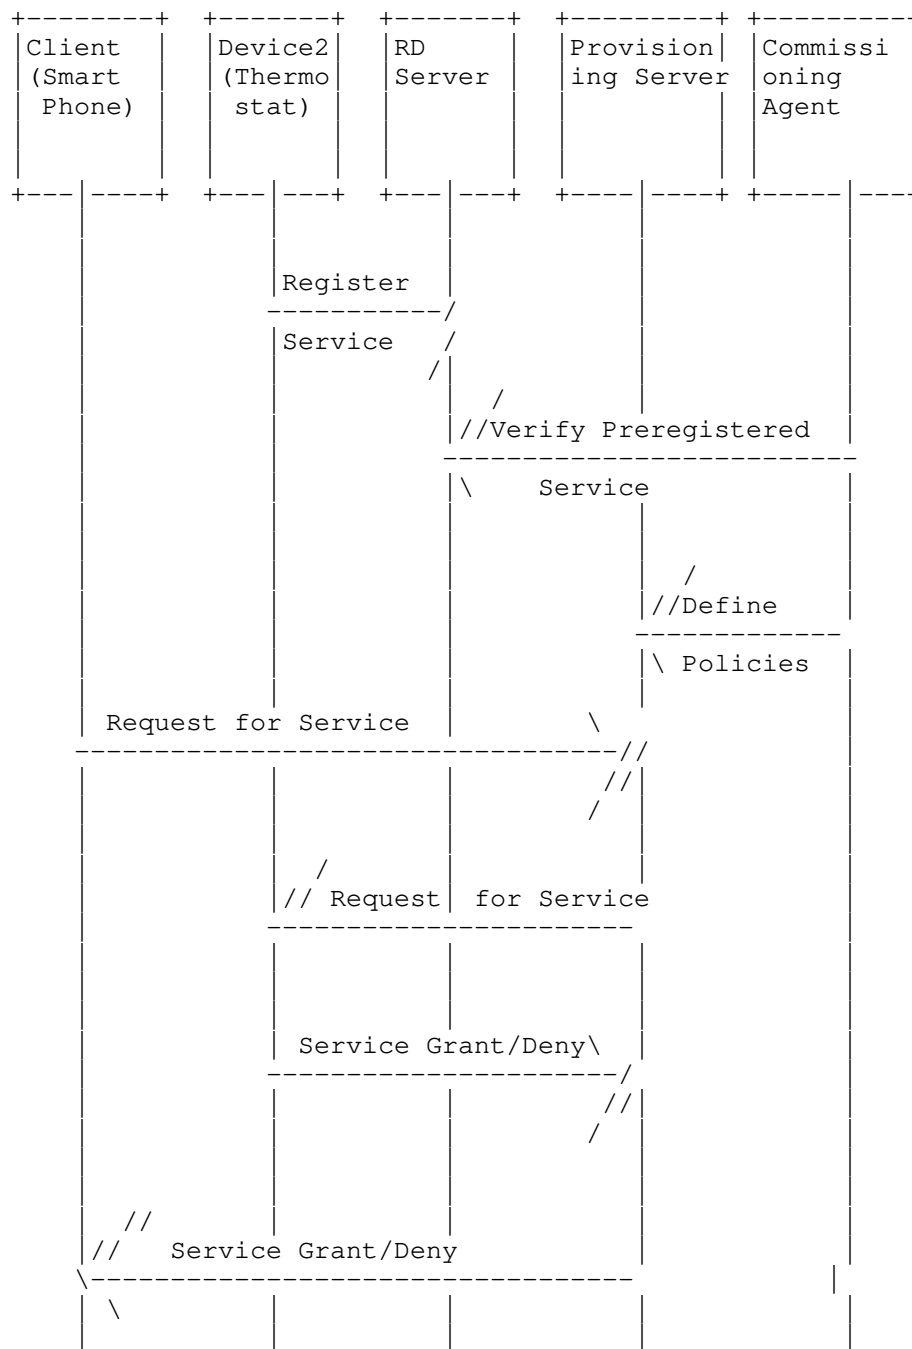 Client Device2 RD Provision Commissi
(Smart (Thermo Server ing Server oning
Phone) stat) Agent
Register
Service
Verify Preregistered
Service
Define
Policies
Request for Service
Request for Service
Service Grant/Deny
Service Grant/Deny